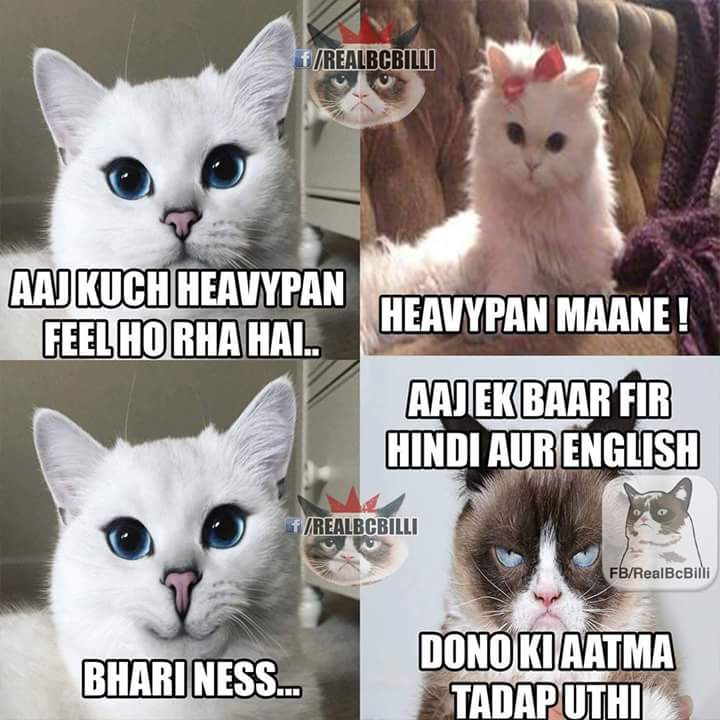 f/REALBCBILLI
AAJ KUCH HEAVYPAN
FEEL HO RHA HAI..
HEAVYPAN MAANE !
f/REALBCBILLI
BHARI NESS...
AAJ EK BAAR FIR
HINDI AUR ENGLISH
FB/RealBcBilli
DONO KI AATMA
TADAP UTHI